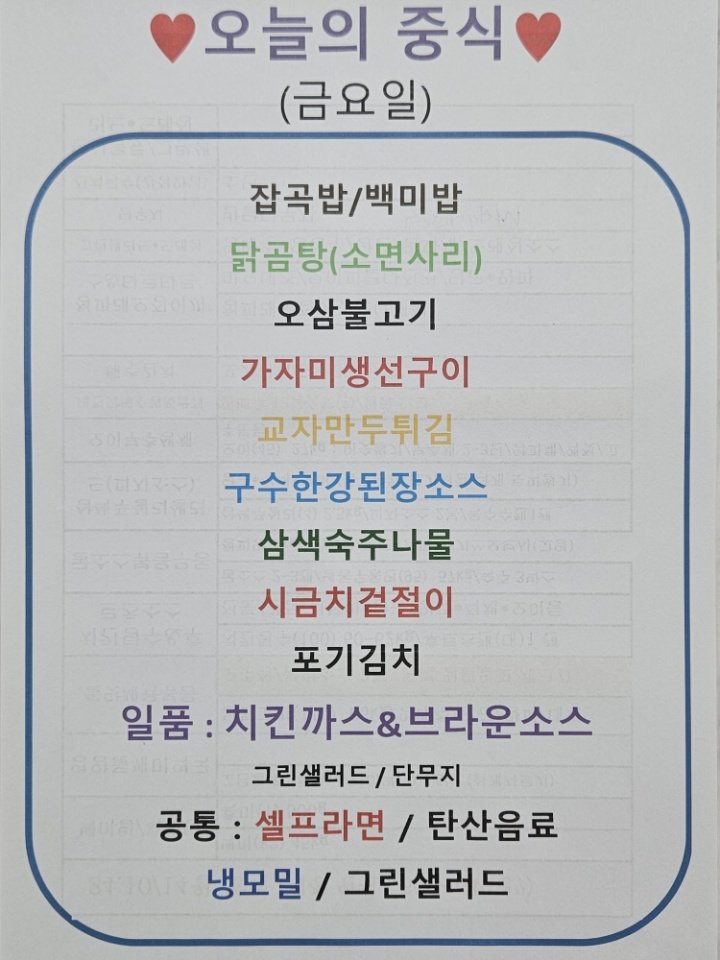 ♥오늘의 중식♥
(금요일)
잡곡밥/백미밥
닭곰탕(소면사리)
오삼불고기
가자미생선구이
교자만두튀김
구수한강된장소스
삼색숙주나물
시금치겉절이
포기김치
일품 : 치킨까스&브라운소스
그린샐러드 / 단무지
공통 : 셀프라면 / 탄산음료
냉모밀 / 그린샐러드